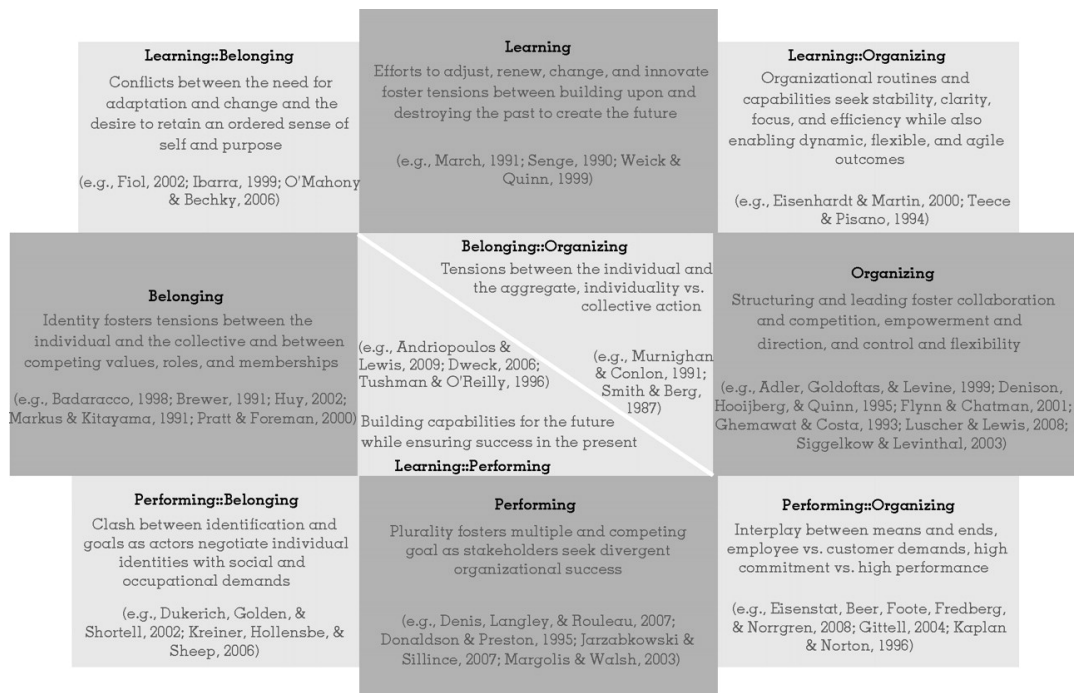 Learning::Belonging
Conflicts between the need for
adaptation and change and the
desire to retain an ordered sense of
self and purpose
(e.g., Fiol, 2002; Ibarra, 1999; O'Mahony
& Bechky, 2006)
Learning
Efforts to adjust, renew, change, and innovate
foster tensions between building upon and
destroying the past to create the future
(e.g., March, 1991; Senge, 1990; Weick &
Quinn, 1999)
Learning::Organizing
Organizational routines and
capabilities seek stability, clarity,
focus, and efficiency while also
enabling dynamic, flexible, and agile
outcomes
(e.g., Eisenhardt & Martin, 2000; Teece
& Pisano, 1994)
Belonging
Identity fosters tensions between the
individual and the collective and between
competing values, roles, and memberships
(e.g., Badaracco, 1998; Brewer, 1991; Huy, 2002;
Markus & Kitayama, 1991; Pratt & Foreman, 2000)
Belonging::Organizing
Tensions between the individual and
the aggregate, individuality vs.
collective action
(e.g., Murnighan
& Conlon, 1991;
Smith & Berg,
1987)
(e.g., Andriopoulos &
Lewis, 2009; Dweck, 2006;
Tushman & O'Reilly, 1996)
Building capabilities for the future
while ensuring success in the present
Learning::Performing
Organizing
Structuring and leading foster collaboration
and competition, empowerment and
direction, and control and flexibility
(e.g., Adler, Goldoftas, & Levine, 1999; Denison,
Hooijberg, & Quinn, 1995; Flynn & Chatman, 2001;
Ghemawat & Costa, 1993; Luscher & Lewis, 2008;
Siggelkow & Levinthal, 2003)
Performing::Belonging
Clash between identification and
goals as actors negotiate individual
identities with social and
occupational demands
(e.g., Dukerich, Golden, &
Shortell, 2002; Kreiner, Hollensbe, &
Sheep, 2006)
Performing
Plurality fosters multiple and competing
goal as stakeholders seek divergent
organizational success
(e.g., Denis, Langley, & Rouleau, 2007;
Donaldson & Preston, 1995; Jarzabkowski &
Sillince, 2007; Margolis & Walsh, 2003)
Performing::Organizing
Interplay between means and ends,
employee vs. customer demands, high
commitment vs. high performance
(e.g., Eisenstat, Beer, Foote, Fredberg,
& Norrgren, 2008; Gittell, 2004; Kaplan
& Norton, 1996)